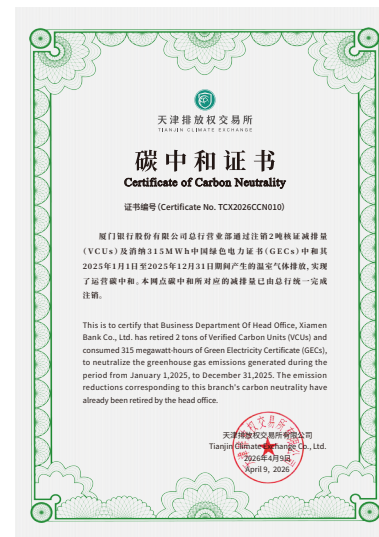 天津排放权交易所
TIANJIN CLIMATE EXCHANGE
碳中和证书
Certificate of Carbon Neutrality
证书编号(Certificate No. TCX2026CCN010)
厦门银行股份有限公司总行营业部通过注销2吨核证减排量
(VCUs)及消纳315MWh中国绿色电力证书(GECs)中和其
2025年1月1日至2025年12月31日期间产生的温室气体排放,实现
了运营碳中和。本网点碳中和所对应的减排量已由总行统一完成
注销。
This is to certify that Business Department Of Head Office, Xiamen
Bank Co., Ltd. has retired 2 tons of Verified Carbon Units (VCUs) and
consumed 315 megawatt-hours of Green Electricity Certificate (GECs),
to neutralize the greenhouse gas emissions generated during the
period from January 1,2025, to December 31,2025. The emission
reductions corresponding to this branch's carbon neutrality have
already been retired by the head office.
天津排放权交易所有限公司
Tianjin Climate Exchange Co., Ltd.
2026年4月9日
April 9, 2026